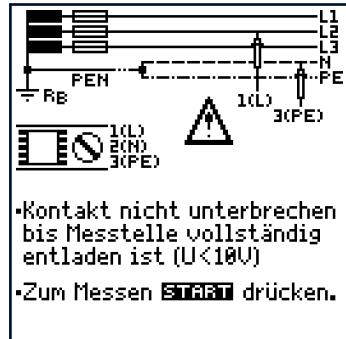 L1
L2
L3
N
PEN
PE
RB
1(L)
3(PE)
1(L)
2(N)
3(PE)
•Kontakt nicht unterbrechen
bis Messtelle vollständig
entladen ist (U<10V)
•Zum Messen START drücken.